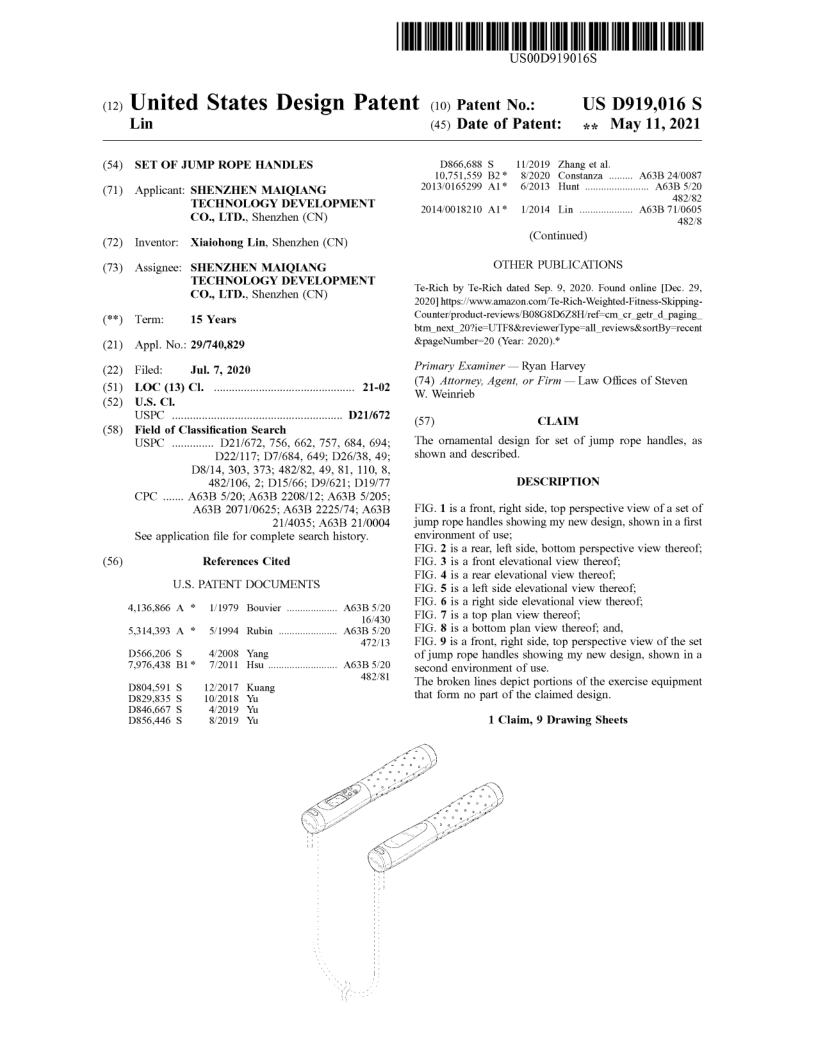 US00D919016S
(12) United States Design Patent
Lin
(10) Patent No.: US D919,016 S
(45) Date of Patent: ** May 11, 2021
(54) SET OF JUMP ROPE HANDLES
(71) Applicant: SHENZHEN MAIQIANG
TECHNOLOGY DEVELOPMENT
CO., LTD., Shenzhen (CN)
(72) Inventor: Xiaiohong Lin, Shenzhen (CN)
(73) Assignee: SHENZHEN MAIQIANG
TECHNOLOGY DEVELOPMENT
CO., LTD., Shenzhen (CN)
(**) Term: 15 Years
(21) Appl. No.: 29/740,829
(22) Filed: Jul. 7, 2020
(51) LOC (13) Cl. ............................................... 21-02
(52) U.S. Cl.
USPC ......................................................... D21/672
(58) Field of Classification Search
USPC .............. D21/672, 756, 662, 757, 684, 694;
D22/117; D7/684, 649; D26/38, 49;
D8/14, 303, 373; 482/82, 49, 81, 110, 8,
482/106, 2; D15/66; D9/621; D19/77
CPC ....... A63B 5/20; A63B 2208/12; A63B 5/205;
A63B 2071/0625; A63B 2225/74; A63B
21/4035; A63B 21/0004
See application file for complete search history.
(56) References Cited
U.S. PATENT DOCUMENTS
4,136,866 A * 1/1979 Bouvier ................... A63B 5/20
16/430
5,314,393 A * 5/1994 Rubin ...................... A63B 5/20
472/13
D566,206 S 4/2008 Yang
7,976,438 B1* 7/2011 Hsu .......................... A63B 5/20
482/81
D804,591 S 12/2017 Kuang
D829,835 S 10/2018 Yu
D846,667 S 4/2019 Yu
D856,446 S 8/2019 Yu
D866,688 S 11/2019 Zhang et al.
10,751,559 B2* 8/2020 Constanza ......... A63B 24/0087
2013/0165299 A1* 6/2013 Hunt ........................ A63B 5/20
482/82
2014/0018210 A1* 1/2014 Lin .................... A63B 71/0605
482/8
(Continued)
OTHER PUBLICATIONS
Te-Rich by Te-Rich dated Sep. 9, 2020. Found online [Dec. 29,
2020] https://www.amazon.com/Te-Rich-Weighted-Fitness-Skipping-
Counter/product-reviews/B08G8D6Z8H/ref=cm_cr_getr_d_paging_
btm_next_20?ie=UTF8&reviewerType=all_reviews&sortBy=recent
&pageNumber=20 (Year: 2020).*
Primary Examiner — Ryan Harvey
(74) Attorney, Agent, or Firm — Law Offices of Steven
W. Weinrieb
(57) CLAIM
The ornamental design for set of jump rope handles, as
shown and described.
DESCRIPTION
FIG. 1 is a front, right side, top perspective view of a set of
jump rope handles showing my new design, shown in a first
environment of use;
FIG. 2 is a rear, left side, bottom perspective view thereof;
FIG. 3 is a front elevational view thereof;
FIG. 4 is a rear elevational view thereof;
FIG. 5 is a left side elevational view thereof;
FIG. 6 is a right side elevational view thereof;
FIG. 7 is a top plan view thereof;
FIG. 8 is a bottom plan view thereof; and,
FIG. 9 is a front, right side, top perspective view of the set
of jump rope handles showing my new design, shown in a
second environment of use.
The broken lines depict portions of the exercise equipment
that form no part of the claimed design.
1 Claim, 9 Drawing Sheets